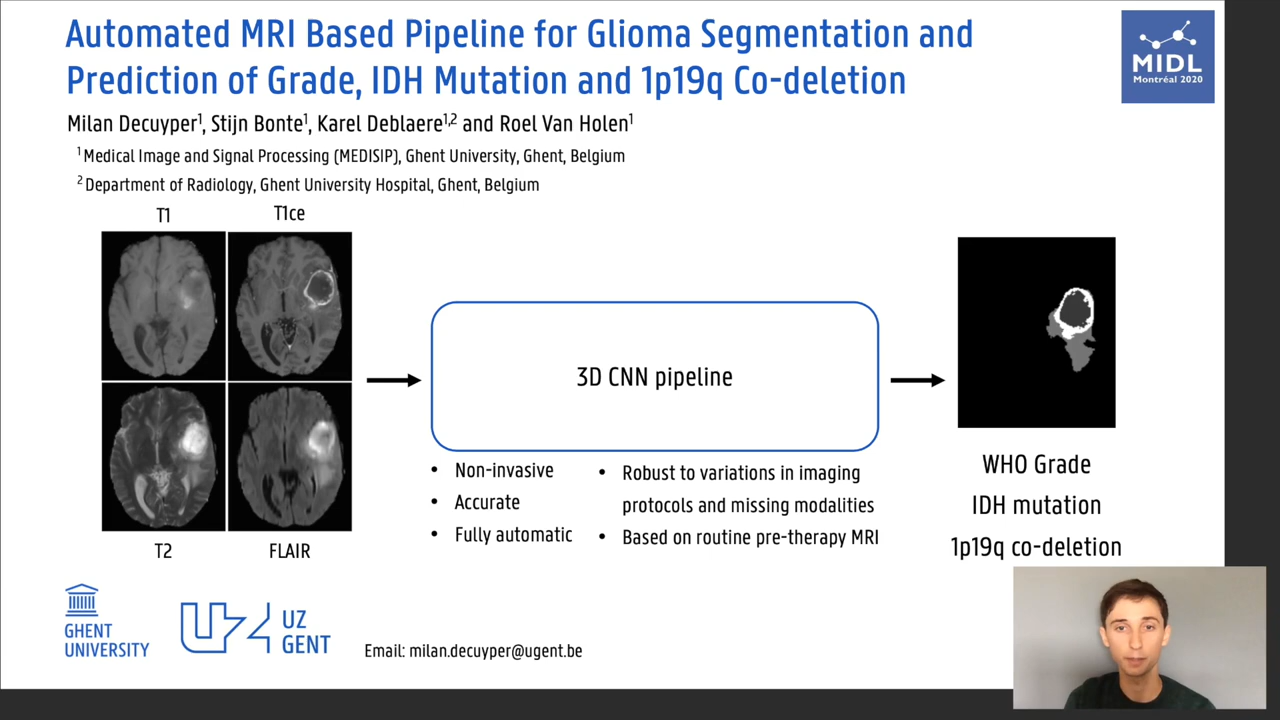 Automated MRI Based Pipeline for Glioma Segmentation and
Prediction of Grade, IDH Mutation and 1p19q Co-deletion
MIDL
Montréal 2020
Milan Decuyper¹, Stijn Bonte¹, Karel Deblaere¹,² and Roel Van Holen¹
¹ Medical Image and Signal Processing (MEDISIP), Ghent University, Ghent, Belgium
² Department of Radiology, Ghent University Hospital, Ghent, Belgium
T1
T1ce
T2
FLAIR
3D CNN pipeline
• Non-invasive
• Accurate
• Fully automatic
• Robust to variations in imaging
protocols and missing modalities
• Based on routine pre-therapy MRI
WHO Grade
IDH mutation
1p19q co-deletion
GHENT
UNIVERSITY
UZ
GENT
Email: milan.decuyper@ugent.be